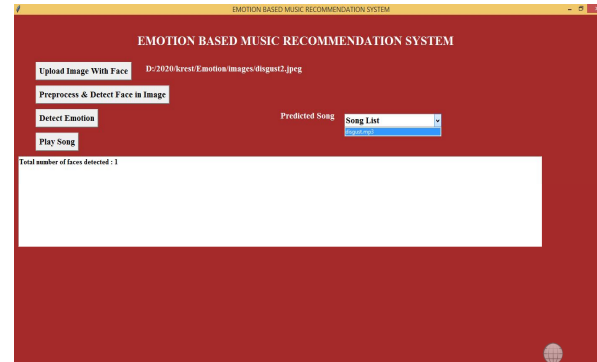 EMOTION BASED MUSIC RECOMMENDATION SYSTEM
EMOTION BASED MUSIC RECOMMENDATION SYSTEM
Upload Image With Face D:/2020/krest/Emotion/images/disgust2.jpeg
Preprocess & Detect Face in Image
Detect Emotion Predicted Song Song List
disgust.mp3
Play Song
Total number of faces detected : 1